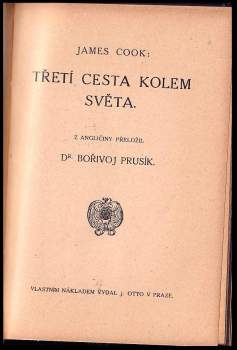 JAMES COOK:
TŘETÍ CESTA KOLEM
SVĚTA.
Z ANGLIČINY PŘELOŽIL
DR. BOŘIVOJ PRUSÍK.
VLASTNÍM NÁKLADEM VYDAL J. OTTO V PRAZE.